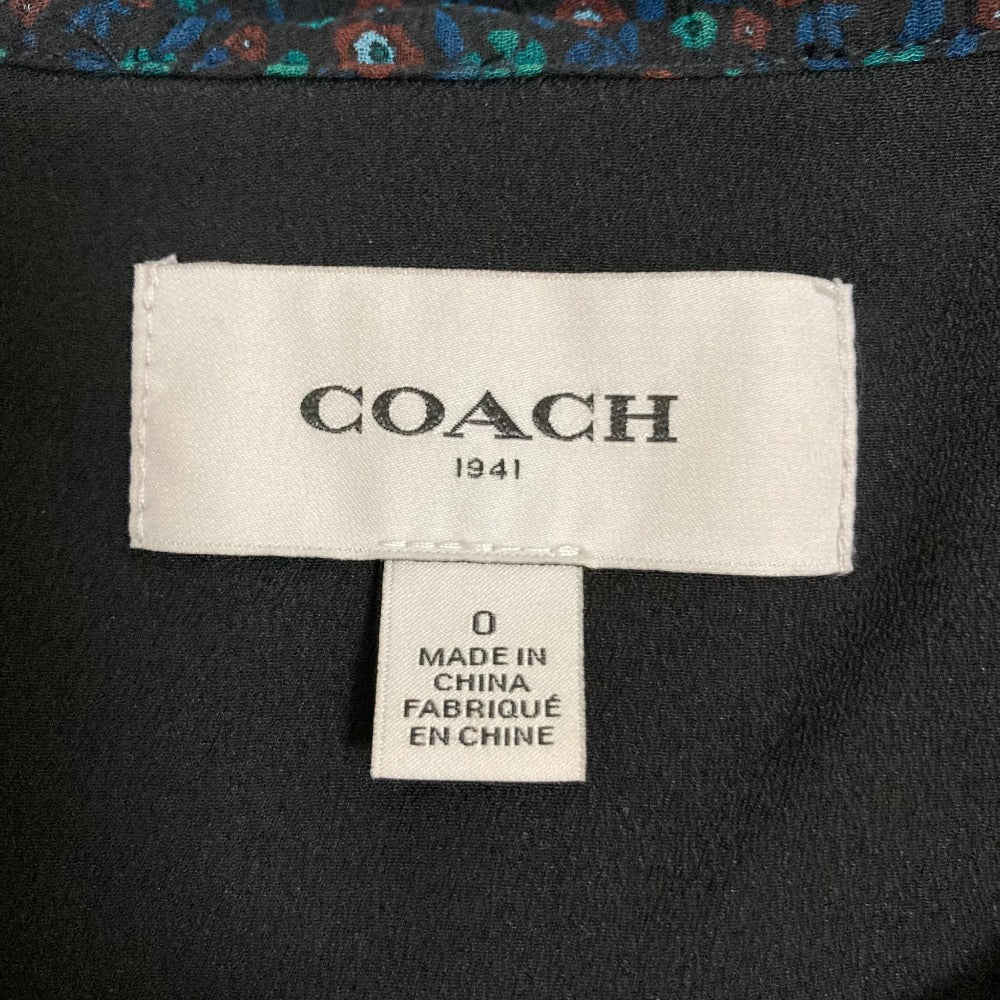 COACH
1941
0
MADE IN
CHINA
FABRIQUÉ
EN CHINE